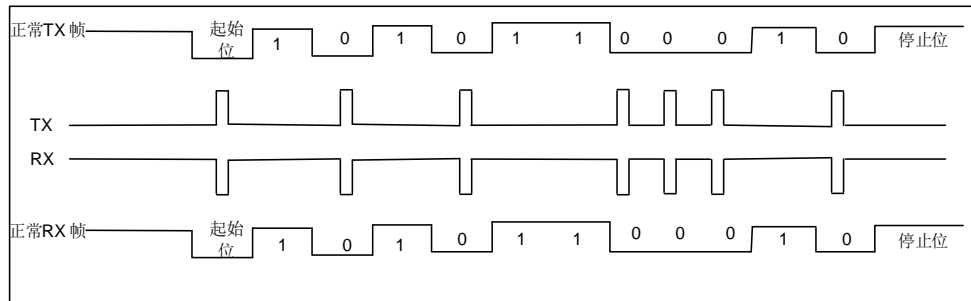 正常TX 帧 起始位 1 0 1 0 1 1 0 0 0 1 0 停止位
TX
RX
正常RX 帧 起始位 1 0 1 0 1 1 0 0 0 1 0 停止位